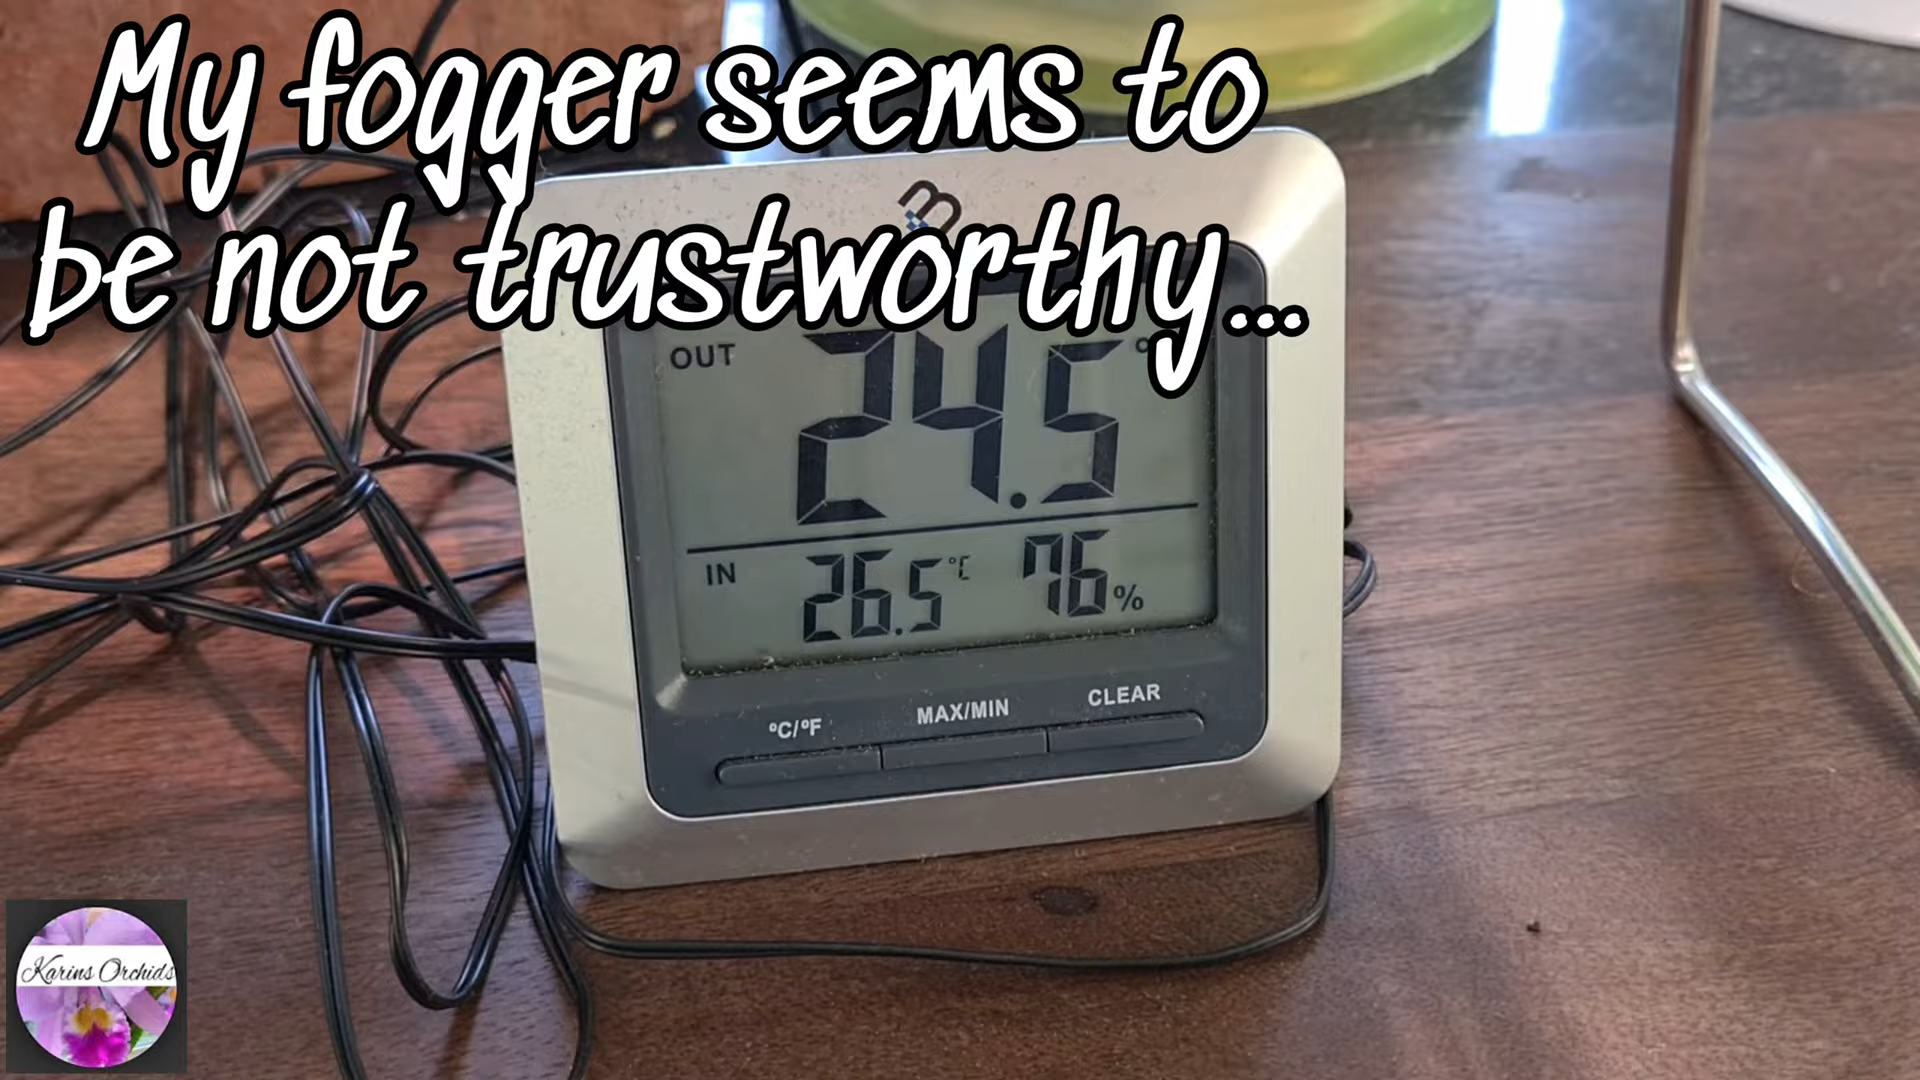 My fogger seems to
be not trustworthy...
OUT 24.5 °
IN 26.5 °C 76 %
°C/°F MAX/MIN CLEAR
Karins Orchids